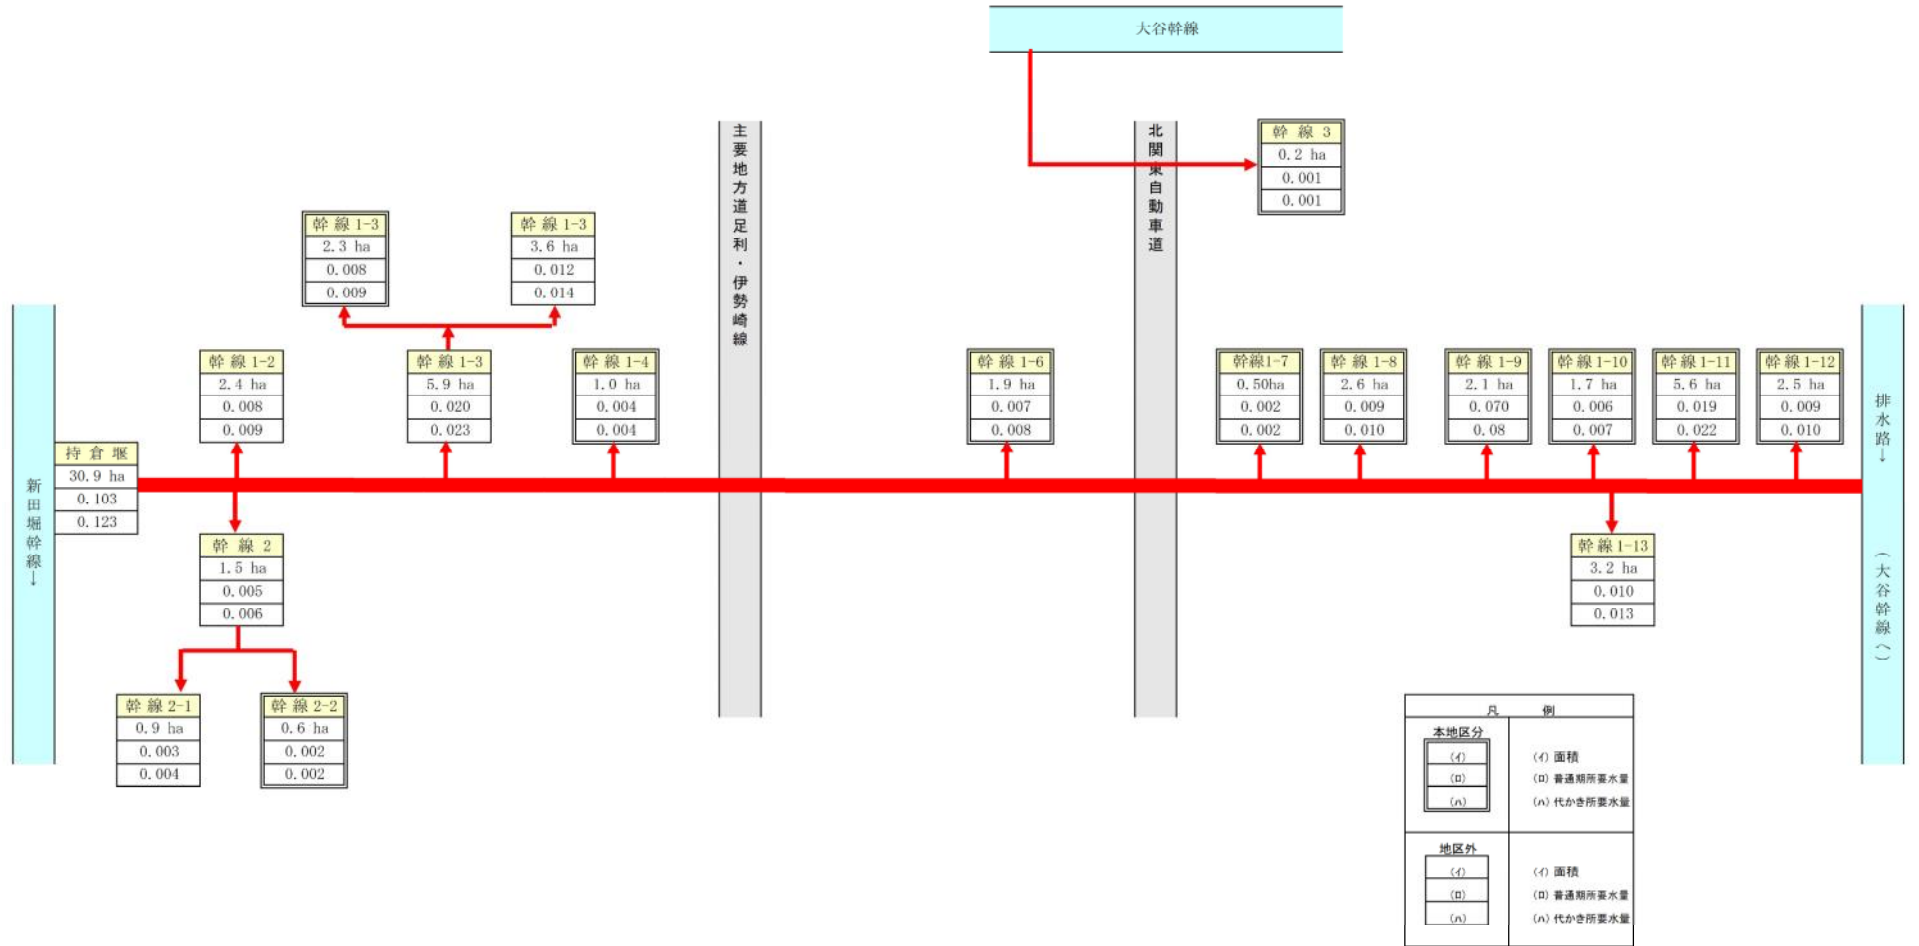 大谷幹線
主要地方道足利・伊勢崎線
北関東自動車道
幹線 3
0.2 ha
0.001
0.001
幹線1-3
2.3 ha
0.008
0.009
幹線1-3
3.6 ha
0.012
0.014
新田堀幹線↓
持倉堰
30.9 ha
0.103
0.123
幹線1-2
2.4 ha
0.008
0.009
幹線1-3
5.9 ha
0.020
0.023
幹線1-4
1.0 ha
0.004
0.004
幹線1-6
1.9 ha
0.007
0.008
幹線1-7
0.50ha
0.002
0.002
幹線1-8
2.6 ha
0.009
0.010
幹線1-9
2.1 ha
0.070
0.08
幹線1-10
1.7 ha
0.006
0.007
幹線1-11
5.6 ha
0.019
0.022
幹線1-12
2.5 ha
0.009
0.010
排水路↓
(大谷幹線へ)
幹線 2
1.5 ha
0.005
0.006
幹線1-13
3.2 ha
0.010
0.013
幹線2-1
0.9 ha
0.003
0.004
幹線2-2
0.6 ha
0.002
0.002
凡 例
本地区分
(イ) (イ) 面積
(ロ) (ロ) 普通期所要水量
(ハ) (ハ) 代かき所要水量
地区外
(イ) (イ) 面積
(ロ) (ロ) 普通期所要水量
(ハ) (ハ) 代かき所要水量